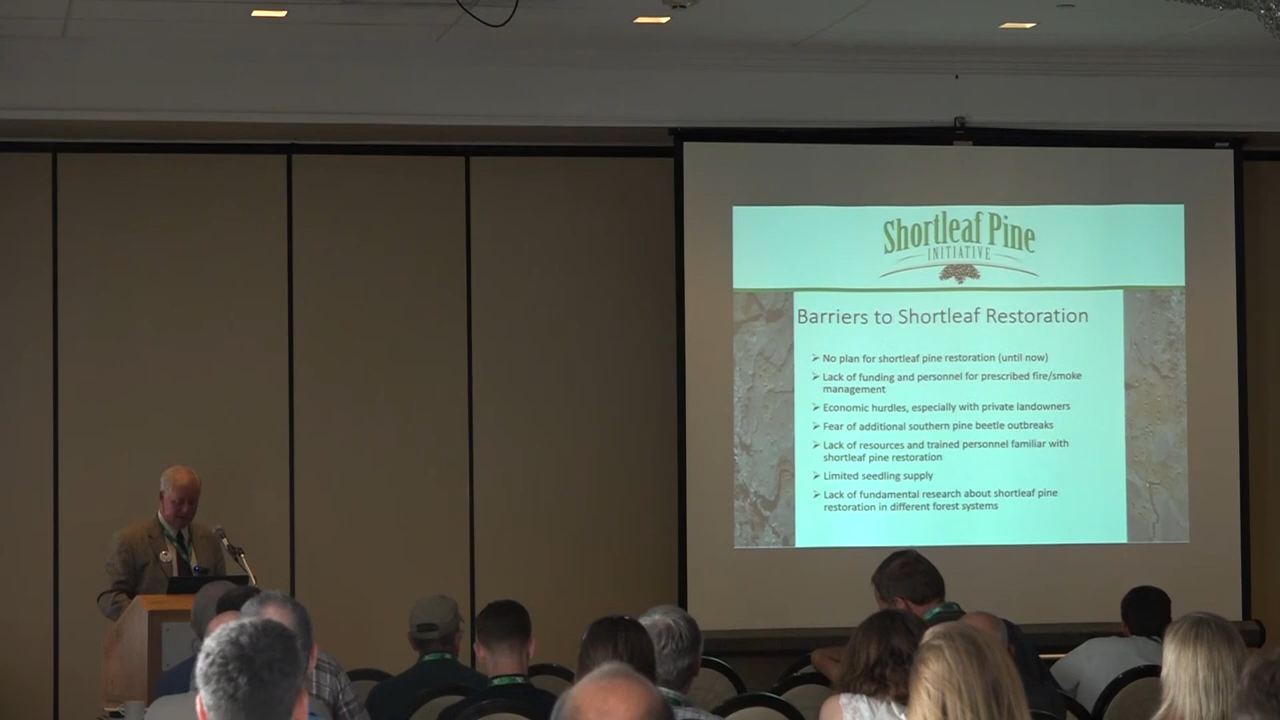 Shortleaf Pine
INITIATIVE
Barriers to Shortleaf Restoration
➢ No plan for shortleaf pine restoration (until now)
➢ Lack of funding and personnel for prescribed fire/smoke
management
➢ Economic hurdles, especially with private landowners
➢ Fear of additional southern pine beetle outbreaks
➢ Lack of resources and trained personnel familiar with
shortleaf pine restoration
➢ Limited seedling supply
➢ Lack of fundamental research about shortleaf pine
restoration in different forest systems